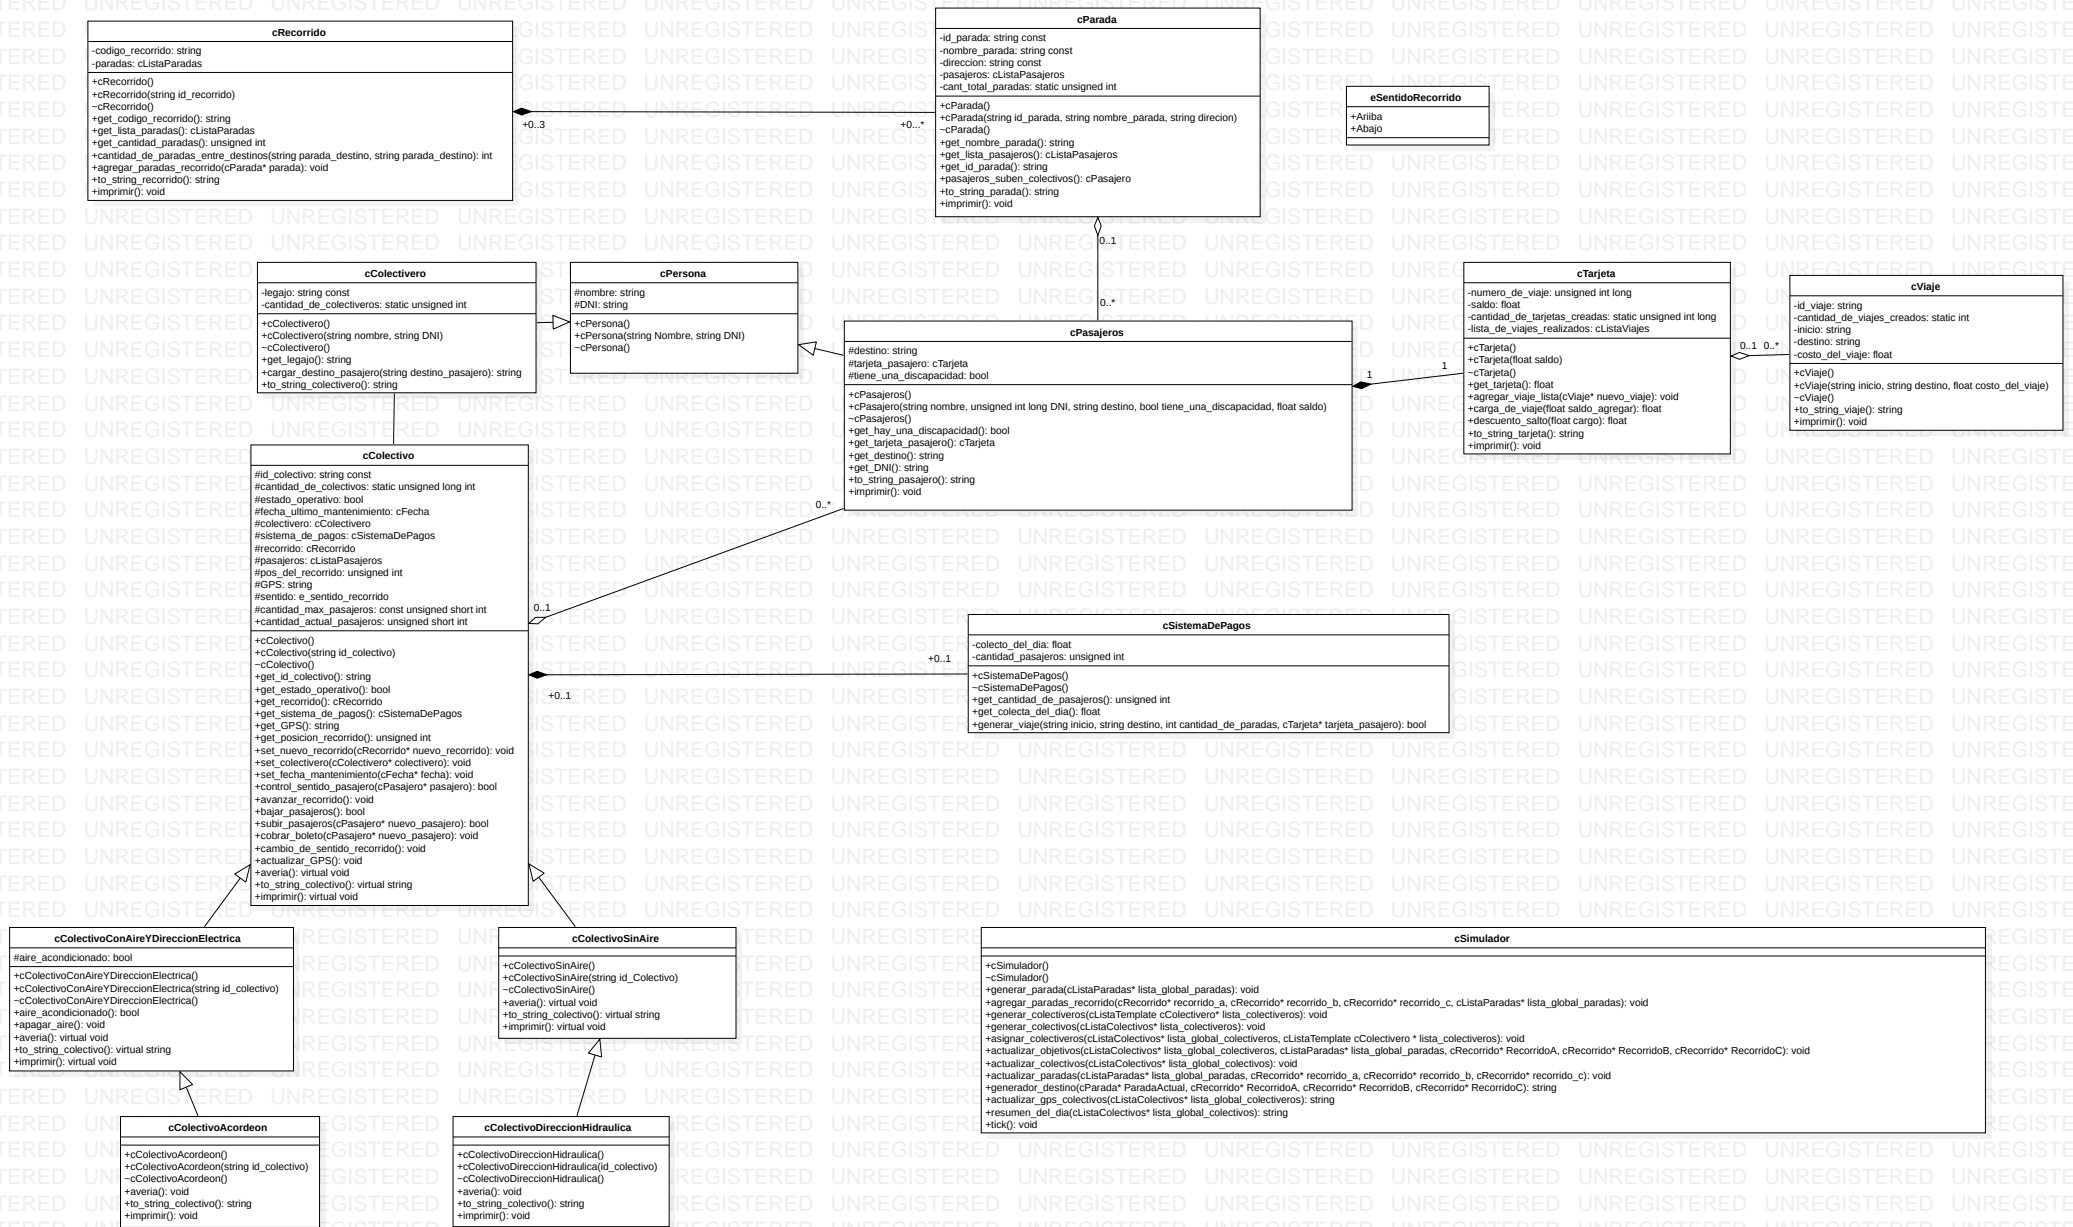 cRecorrido
-codigo_recorrido: string
-paradas: cListaParadas
+cRecorrido()
+cRecorrido(string id_recorrido)
~cRecorrido()
+get_codigo_recorrido(): string
+get_lista_paradas(): cListaParadas
+get_cantidad_paradas(): unsigned int
+cantidad_de_paradas_entre_destinos(string parada_destino, string parada_destino): int
+agregar_paradas_recorrido(cParada* parada): void
+to_string_recorrido(): string
+imprimir(): void
+0..3
+0...*
cParada
-id_parada: string const
-nombre_parada: string const
-direccion: string const
-pasajeros: cListaPasajeros
-cant_total_paradas: static unsigned int
+cParada()
+cParada(string id_parada, string nombre_parada, string direcion)
~cParada()
+get_nombre_parada(): string
+get_lista_pasajeros(): cListaPasajeros
+get_id_parada(): string
+pasajeros_suben_colectivos(): cPasajero
+to_string_parada(): string
+imprimir(): void
eSentidoRecorrido
+Ariiba
+Abajo
0..1
0..*
cColectivero
-legajo: string const
-cantidad_de_colectiveros: static unsigned int
+cColectivero()
+cColectivero(string nombre, string DNI)
~cColectivero()
+get_legajo(): string
+cargar_destino_pasajero(string destino_pasajero): string
+to_string_colectivero(): string
cPersona
#nombre: string
#DNI: string
+cPersona()
+cPersona(string Nombre, string DNI)
~cPersona()
cPasajeros
#destino: string
#tarjeta_pasajero: cTarjeta
#tiene_una_discapacidad: bool
+cPasajeros()
+cPasajero(string nombre, unsigned int long DNI, string destino, bool tiene_una_discapacidad, float saldo)
~cPasajeros()
+get_hay_una_discapacidad(): bool
+get_tarjeta_pasajero(): cTarjeta
+get_destino(): string
+get_DNI(): string
+to_string_pasajero(): string
+imprimir(): void
1
1
cTarjeta
-numero_de_viaje: unsigned int long
-saldo: float
-cantidad_de_tarjetas_creadas: static unsigned int long
-lista_de_viajes_realizados: cListaViajes
+cTarjeta()
+cTarjeta(float saldo)
~cTarjeta()
+get_tarjeta(): float
+agregar_viaje_lista(cViaje* nuevo_viaje): void
+carga_de_viaje(float saldo_agregar): float
+descuento_salto(float cargo): float
+to_string_tarjeta(): string
+imprimir(): void
0..1
0..*
cViaje
-id_viaje: string
-cantidad_de_viajes_creados: static int
-inicio: string
-destino: string
-costo_del_viaje: float
+cViaje()
+cViaje(string inicio, string destino, float costo_del_viaje)
~cViaje()
+to_string_viaje(): string
+imprimir(): void
cColectivo
#id_colectivo: string const
#cantidad_de_colectivos: static unsigned long int
#estado_operativo: bool
#fecha_ultimo_mantenimiento: cFecha
#colectivero: cColectivero
#sistema_de_pagos: cSistemaDePagos
#recorrido: cRecorrido
#pasajeros: cListaPasajeros
#pos_del_recorrido: unsigned int
#GPS: string
#sentido: e_sentido_recorrido
#cantidad_max_pasajeros: const unsigned short int
+cantidad_actual_pasajeros: unsigned short int
+cColectivo()
+cColectivo(string id_colectivo)
~cColectivo()
+get_id_colectivo(): string
+get_estado_operativo(): bool
+get_recorrido(): cRecorrido
+get_sistema_de_pagos(): cSistemaDePagos
+get_GPS(): string
+get_posicion_recorrido(): unsigned int
+set_nuevo_recorrido(cRecorrido* nuevo_recorrido): void
+set_colectivero(cColectivero* colectivero): void
+set_fecha_mantenimiento(cFecha* fecha): void
+control_sentido_pasajero(cPasajero* pasajero): bool
+avanzar_recorrido(): void
+bajar_pasajeros(): bool
+subir_pasajeros(cPasajero* nuevo_pasajero): bool
+cobrar_boleto(cPasajero* nuevo_pasajero): void
+cambio_de_sentido_recorrido(): void
+actualizar_GPS(): void
+averia(): virtual void
+to_string_colectivo(): virtual string
+imprimir(): virtual void
0..*
0..1
+0..1
+0..1
cSistemaDePagos
-colecto_del_dia: float
-cantidad_pasajeros: unsigned int
+cSistemaDePagos()
~cSistemaDePagos()
+get_cantidad_de_pasajeros(): unsigned int
+get_colecta_del_dia(): float
+generar_viaje(string inicio, string destino, int cantidad_de_paradas, cTarjeta* tarjeta_pasajero): bool
cColectivoConAireYDireccionElectrica
#aire_acondicionado: bool
+cColectivoConAireYDireccionElectrica()
+cColectivoConAireYDireccionElectrica(string id_colectivo)
~cColectivoConAireYDireccionElectrica()
+aire_acondicionado(): bool
+apagar_aire(): void
+averia(): virtual void
+to_string_colectivo(): virtual string
+imprimir(): virtual void
cColectivoSinAire
+cColectivoSinAire()
+cColectivoSinAire(string id_Colectivo)
~cColectivoSinAire()
+averia(): virtual void
+to_string_colectivo(): virtual string
+imprimir(): virtual void
cSimulador
+cSimulador()
~cSimulador()
+generar_parada(cListaParadas* lista_global_paradas): void
+agregar_paradas_recorrido(cRecorrido* recorrido_a, cRecorrido* recorrido_b, cRecorrido* recorrido_c, cListaParadas* lista_global_paradas): void
+generar_colectiveros(cListaTemplate cColectivero* lista_colectiveros): void
+generar_colectivos(cListaColectivos* lista_colectiveros): void
+asignar_colectiveros(cListaColectivos* lista_global_colectiveros, cListaTemplate cColectivero * lista_colectiveros): void
+actualizar_objetivos(cListaColectivos* lista_global_colectiveros, cListaParadas* lista_global_paradas, cRecorrido* RecorridoA, cRecorrido* RecorridoB, cRecorrido* RecorridoC): void
+actualizar_colectivos(cListaColectivos* lista_global_colectivos): void
+actualizar_paradas(cListaParadas* lista_global_paradas, cRecorrido* recorrido_a, cRecorrido* recorrido_b, cRecorrido* recorrido_c): void
+generador_destino(cParada* ParadaActual, cRecorrido* RecorridoA, cRecorrido* RecorridoB, cRecorrido* RecorridoC): string
+actualizar_gps_colectivos(cListaColectivos* lista_global_colectiveros): string
+resumen_del_dia(cListaColectivos* lista_global_colectivos): string
+tick(): void
cColectivoAcordeon
+cColectivoAcordeon()
+cColectivoAcordeon(string id_colectivo)
~cColectivoAcordeon()
+averia(): void
+to_string_colectivo(): string
+imprimir(): void
cColectivoDireccionHidraulica
+cColectivoDireccionHidraulica()
+cColectivoDireccionHidraulica(id_colectivo)
~cColectivoDireccionHidraulica()
+averia(): void
+to_string_colectivo(): string
+imprimir(): void
UNREGISTERED